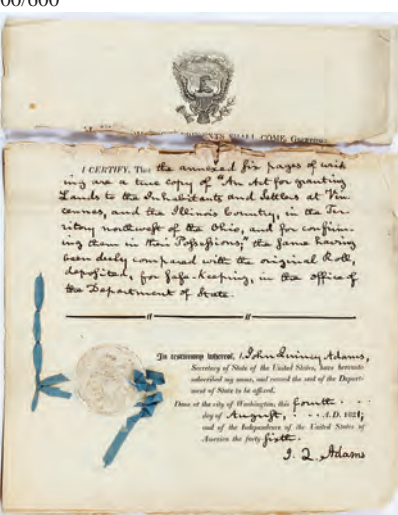 00/600
SHALL COME, GREETING
I CERTIFY, That the annexed six pages of writ
ing are a true copy of "An Act for granting
Lands to the Inhabitants and Settlers at Vin
cennes, and the Illinois Country, in the Ter
ritory northwest of the Ohio, and for confirm
ing them in their Possessions;" the same having
been duly compared with the original Roll,
deposited, for safe-keeping, in the office of
the Department of State.
In testimony whereof, I John Quincy Adams,
Secretary of State of the United States, have hereunto
subscribed my name, and caused the seal of the Depart-
ment of State to be affixed.
Done at the city of Washington, this fourth
day of August, A.D. 1821;
and of the Independence of the United States of
America the forty-sixth.
J. Q. Adams